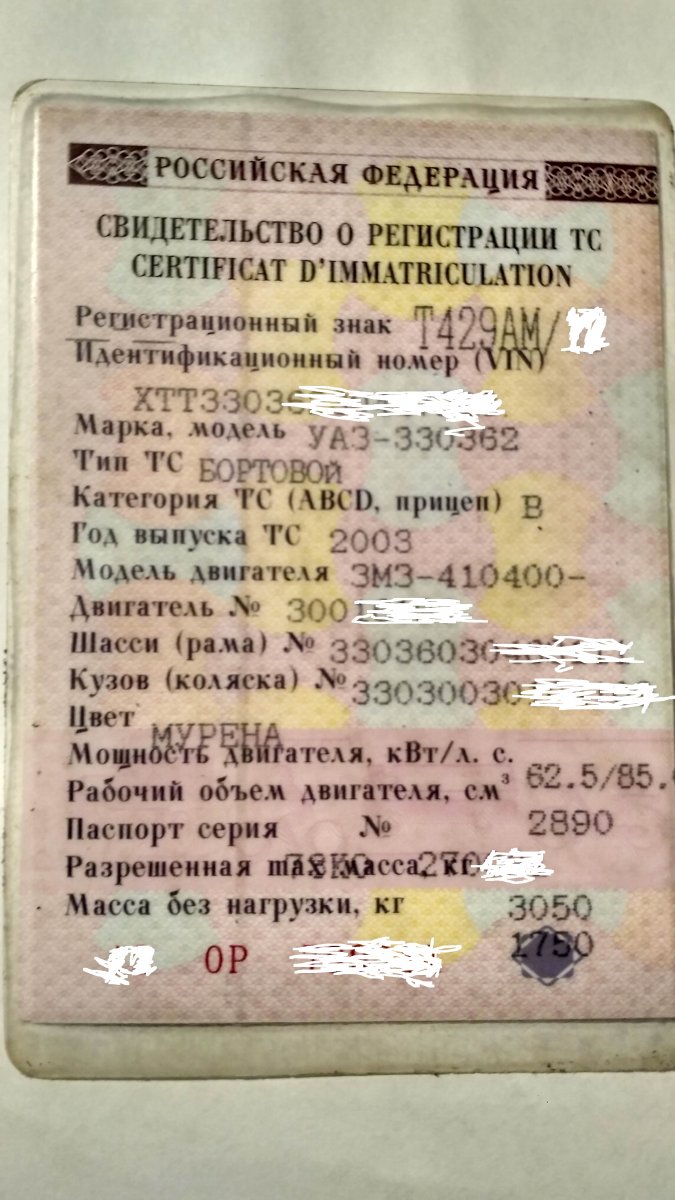 РОССИЙСКАЯ ФЕДЕРАЦИЯ
СВИДЕТЕЛЬСТВО О РЕГИСТРАЦИИ ТС
CERTIFICAT D'IMMATRICULATION
Регистрационный знак Т429АМ/
Идентификационный номер (VIN)
ХТТ3303
Марка, модель УАЗ-330362
Тип ТС БОРТОВОЙ
Категория ТС (ABCD, прицеп) В
Год выпуска ТС 2003
Модель двигателя ЗМЗ-410400-
Двигатель № 300
Шасси (рама) № 33036030
Кузов (коляска) № 33030030
Цвет
МУРЕНА
Мощность двигателя, кВт/л. с.
62.5/85.
Рабочий объем двигателя, см³
2890
Паспорт серия №
Разрешенная max масса, кг
Масса без нагрузки, кг
3050
1750
ОР